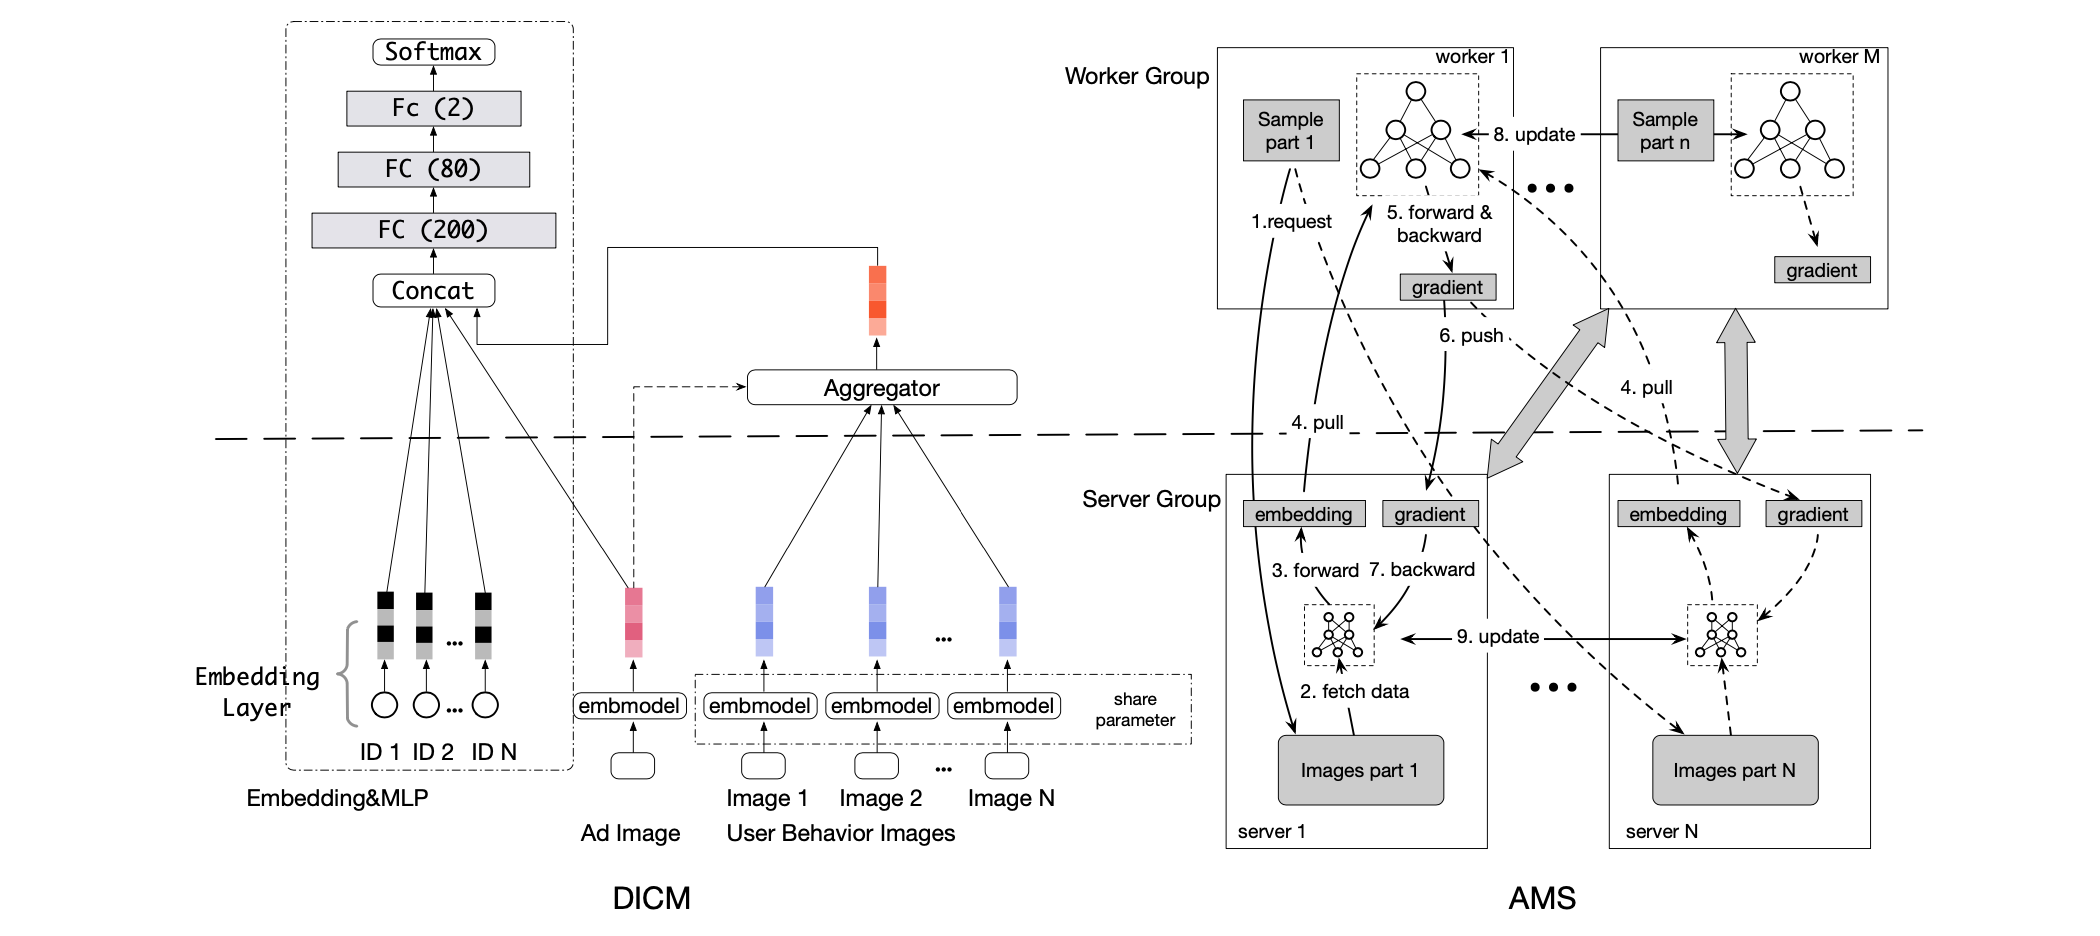 Softmax
Fc (2)
FC (80)
FC (200)
Concat
Aggregator
Embedding
Layer
...
...
ID 1 ID 2 ID N
Embedding&MLP
embmodel
embmodel
embmodel
embmodel
...
share
parameter
...
Image 1
Image 2
Image N
Ad Image
User Behavior Images
DICM
Worker Group
worker 1
Sample
part 1
1.request
5. forward &
backward
gradient
6. push
8. update
worker M
Sample
part n
gradient
4. pull
4. pull
Server Group
embedding
gradient
3. forward
7. backward
2. fetch data
Images part 1
server 1
9. update
embedding
gradient
Images part N
server N
AMS